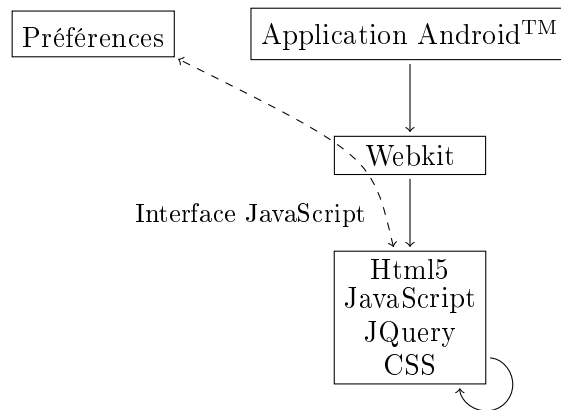 Préférences
Application Android™
Webkit
Interface JavaScript
Html5
JavaScript
JQuery
CSS